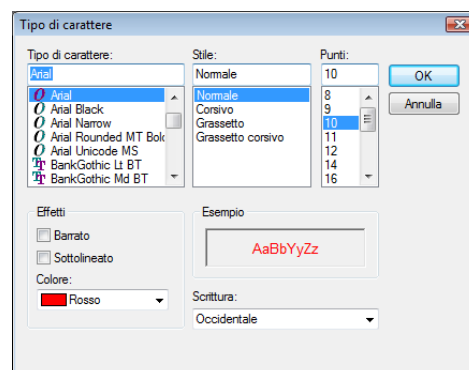 Tipo di carattere
Tipo di carattere:
Arial
Arial
Arial Black
Arial Narrow
Arial Rounded MT Bolc
Arial Unicode MS
BankGothic Lt BT
BankGothic Md BT
Stile:
Normale
Normale
Corsivo
Grassetto
Grassetto corsivo
Punti:
10
8
9
10
11
12
14
16
OK
Annulla
Effetti
Barrato
Sottolineato
Colore:
Rosso
Esempio
AaBbYyZz
Scrittura:
Occidentale